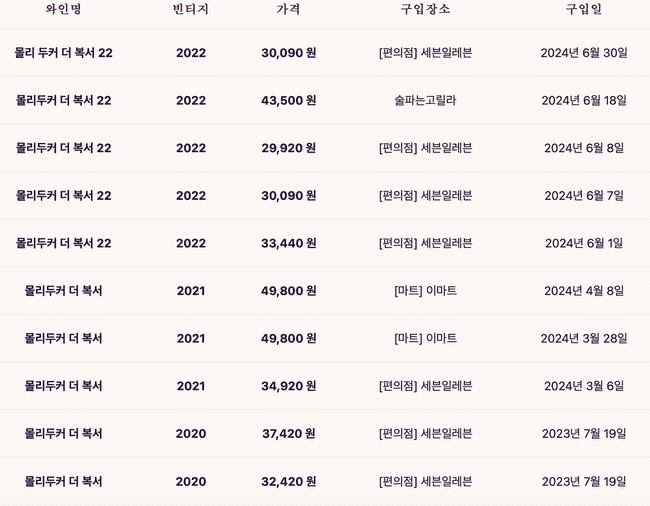 와인명 빈티지 가격 구입장소 구입일
몰리 두커 더 복서 22 2022 30,090 원 [편의점] 세븐일레븐 2024년 6월 30일
몰리두커 더 복서 22 2022 43,500 원 술파는고릴라 2024년 6월 18일
몰리두커 더 복서 22 2022 29,920 원 [편의점] 세븐일레븐 2024년 6월 8일
몰리두커 더 복서 22 2022 30,090 원 [편의점] 세븐일레븐 2024년 6월 7일
몰리두커 더 복서 22 2022 33,440 원 [편의점] 세븐일레븐 2024년 6월 1일
몰리두커 더 복서 2021 49,800 원 [마트] 이마트 2024년 4월 8일
몰리두커 더 복서 2021 49,800 원 [마트] 이마트 2024년 3월 28일
몰리두커 더 복서 2021 34,920 원 [편의점] 세븐일레븐 2024년 3월 6일
몰리두커 더 복서 2020 37,420 원 [편의점] 세븐일레븐 2023년 7월 19일
몰리두커 더 복서 2020 32,420 원 [편의점] 세븐일레븐 2023년 7월 19일